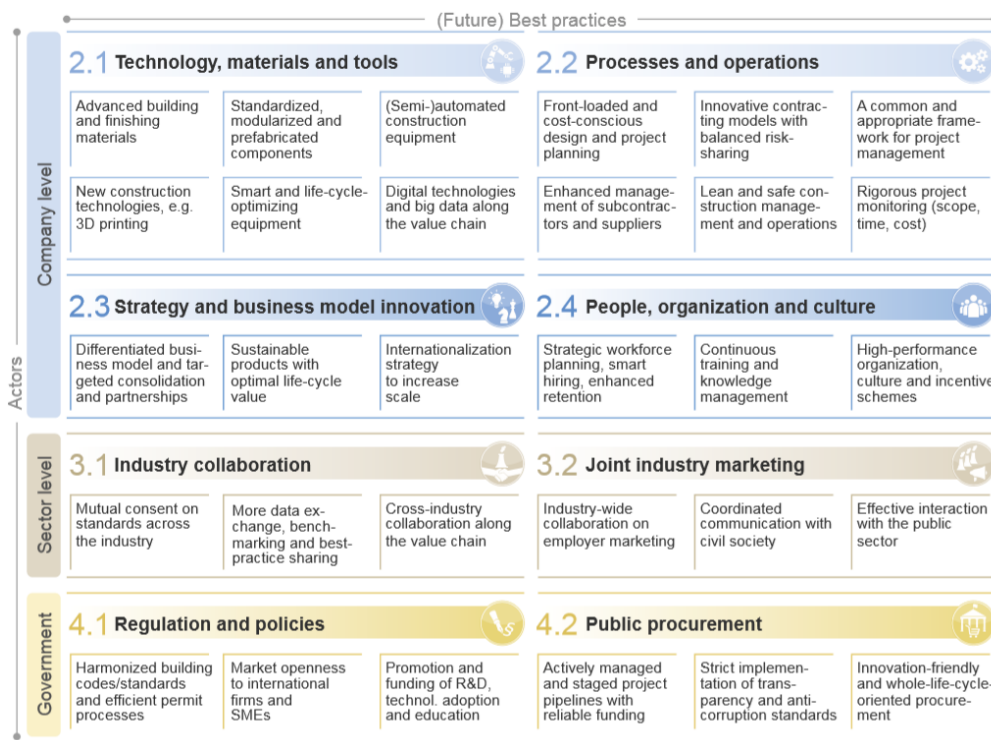 (Future) Best practices
Actors
Company level
2.1 Technology, materials and tools
Advanced building
and finishing
materials
Standardized,
modularized and
prefabricated
components
(Semi-)automated
construction
equipment
New construction
technologies, e.g.
3D printing
Smart and life-cycle-
optimizing
equipment
Digital technologies
and big data along
the value chain
2.2 Processes and operations
Front-loaded and
cost-conscious
design and project
planning
Innovative contrac-
ting models with
balanced risk-
sharing
A common and
appropriate frame-
work for project
management
Enhanced manage-
ment of subcontrac-
tors and suppliers
Lean and safe con-
struction manage-
ment and operations
Rigorous project
monitoring (scope,
time, cost)
2.3 Strategy and business model innovation
Differentiated busi-
ness model and tar-
geted consolidation
and partnerships
Sustainable
products with
optimal life-cycle
value
Internationalization
strategy
to increase
scale
2.4 People, organization and culture
Strategic workforce
planning, smart
hiring, enhanced
retention
Continuous
training and
knowledge
management
High-performance
organization,
culture and incentive
schemes
Sector level
3.1 Industry collaboration
Mutual consent on
standards across
the industry
More data ex-
change, bench-
marking and best-
practice sharing
Cross-industry
collaboration along
the value chain
3.2 Joint industry marketing
Industry-wide
collaboration on
employer marketing
Coordinated
communication with
civil society
Effective interaction
with the public
sector
Government
4.1 Regulation and policies
Harmonized building
codes/standards
and efficient permit
processes
Market openness
to international
firms and
SMEs
Promotion and
funding of R&D,
technol. adoption
and education
§
4.2 Public procurement
Actively managed
and staged project
pipelines with
reliable funding
Strict implemen-
tation of trans-
parency and anti-
corruption standards
Innovation-friendly
and whole-life-cycle-
oriented procure-
ment